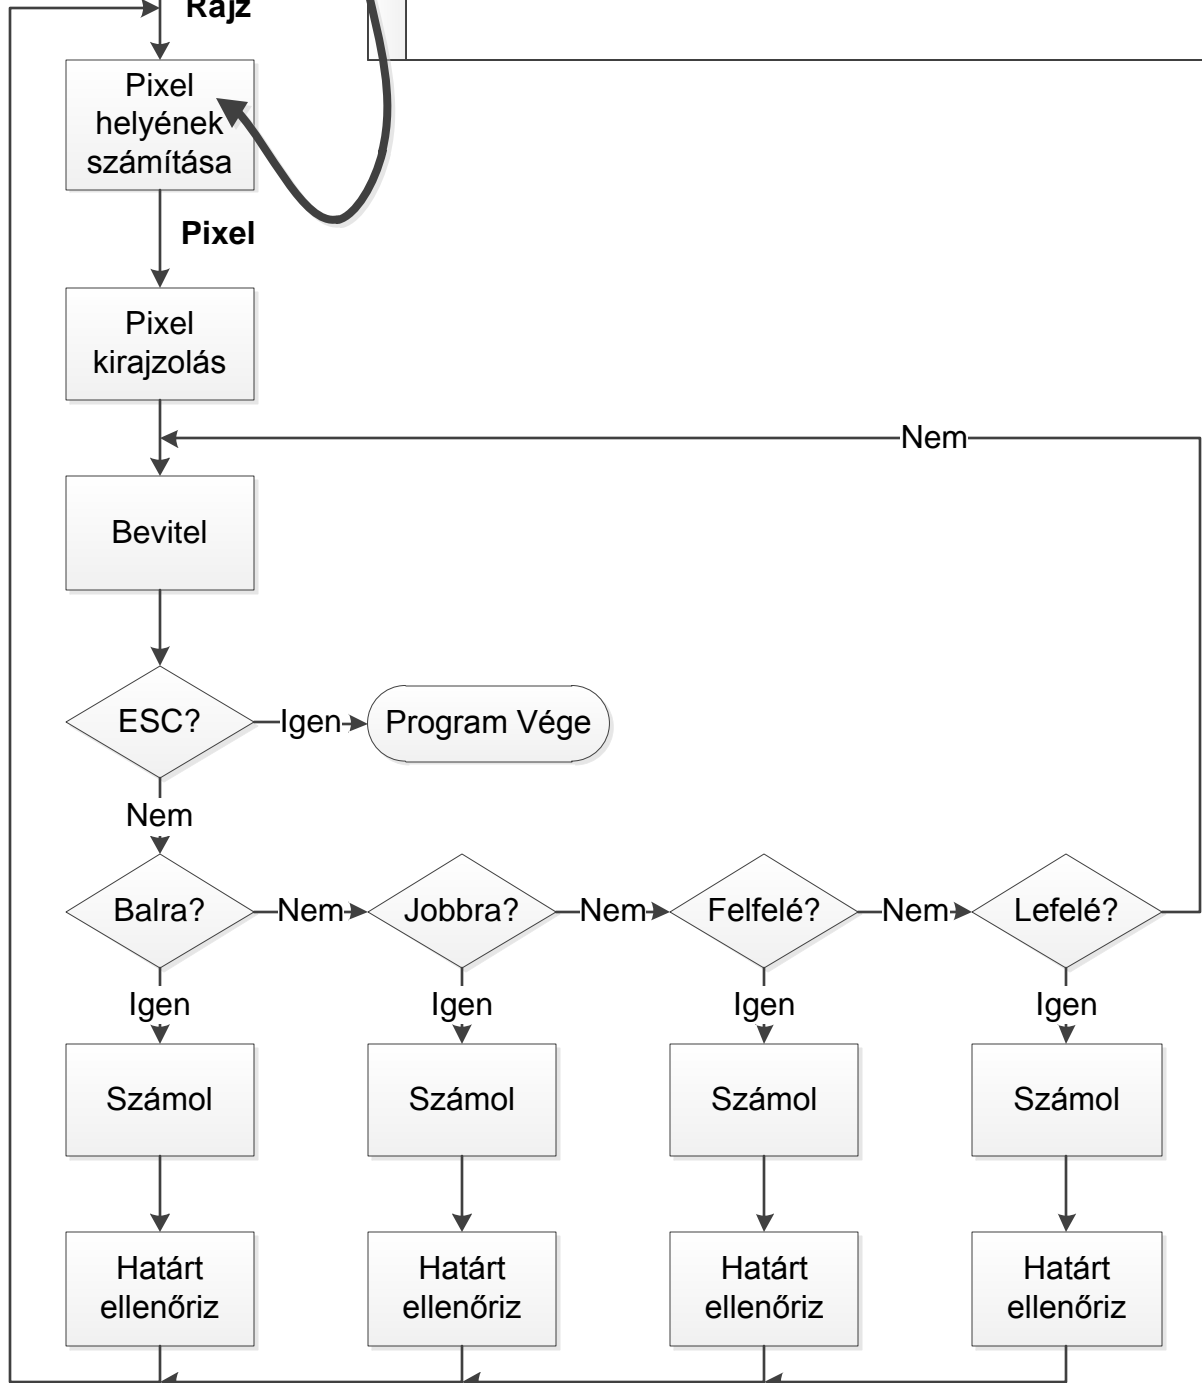 Rajz
Pixel
helyének
számítása
Pixel
Pixel
kirajzolás
Nem
Bevitel
ESC?
Igen
Program Vége
Nem
Balra?
Nem
Jobbra?
Nem
Felfelé?
Nem
Lefelé?
Igen
Igen
Igen
Igen
Számol
Számol
Számol
Számol
Határt
ellenőriz
Határt
ellenőriz
Határt
ellenőriz
Határt
ellenőriz